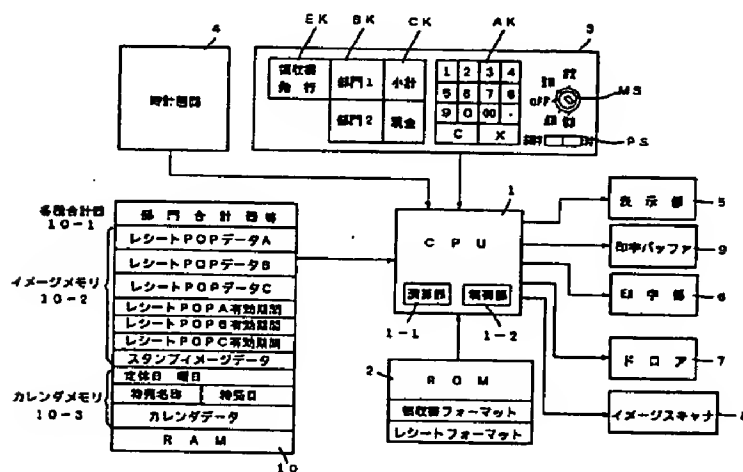 4
EK BK CK AK 3
時計回路
領収書
発行
部門1
小計
部門2
現金
1 2 3 4
5 6 7 8
9 0 00 ・
C X
OFF
MS
PS
各種合計器
10-1
部門合計器等
イメージメモリ
10-2
レシートPOPデータA
レシートPOPデータB
レシートPOPデータC
レシートPOPA有効期間
レシートPOPB有効期間
レシートPOPC有効期間
スタンプイメージデータ
カレンダメモリ
10-3
定休日 曜日
特売名称 特売日
カレンダデータ
RAM
10
1
CPU
演算部
制御部
1-1
1-2
2
ROM
領収書フォーマット
レシートフォーマット
表示部
5
印字バッファ
9
印字部
6
ドロア
7
イメージスキャナ
8